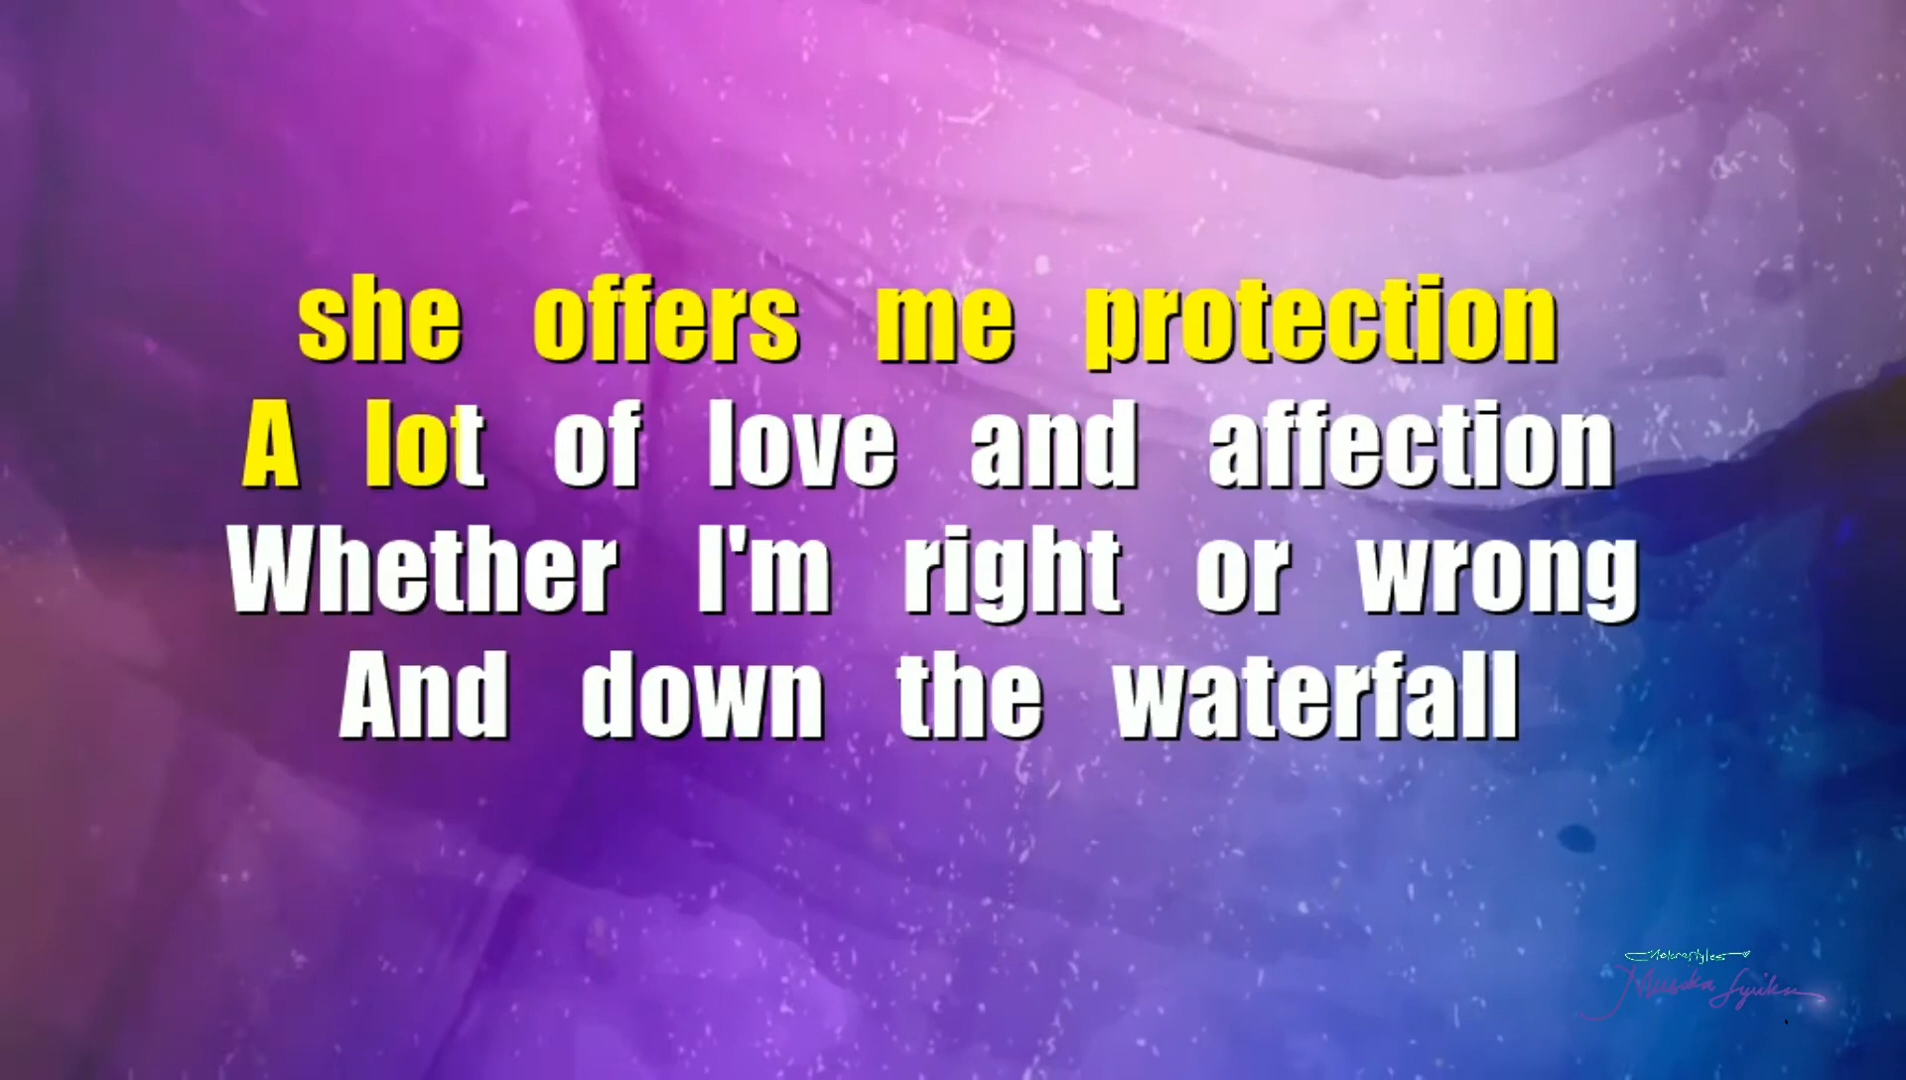 she offers me protection
A lot of love and affection
Whether I'm right or wrong
And down the waterfall